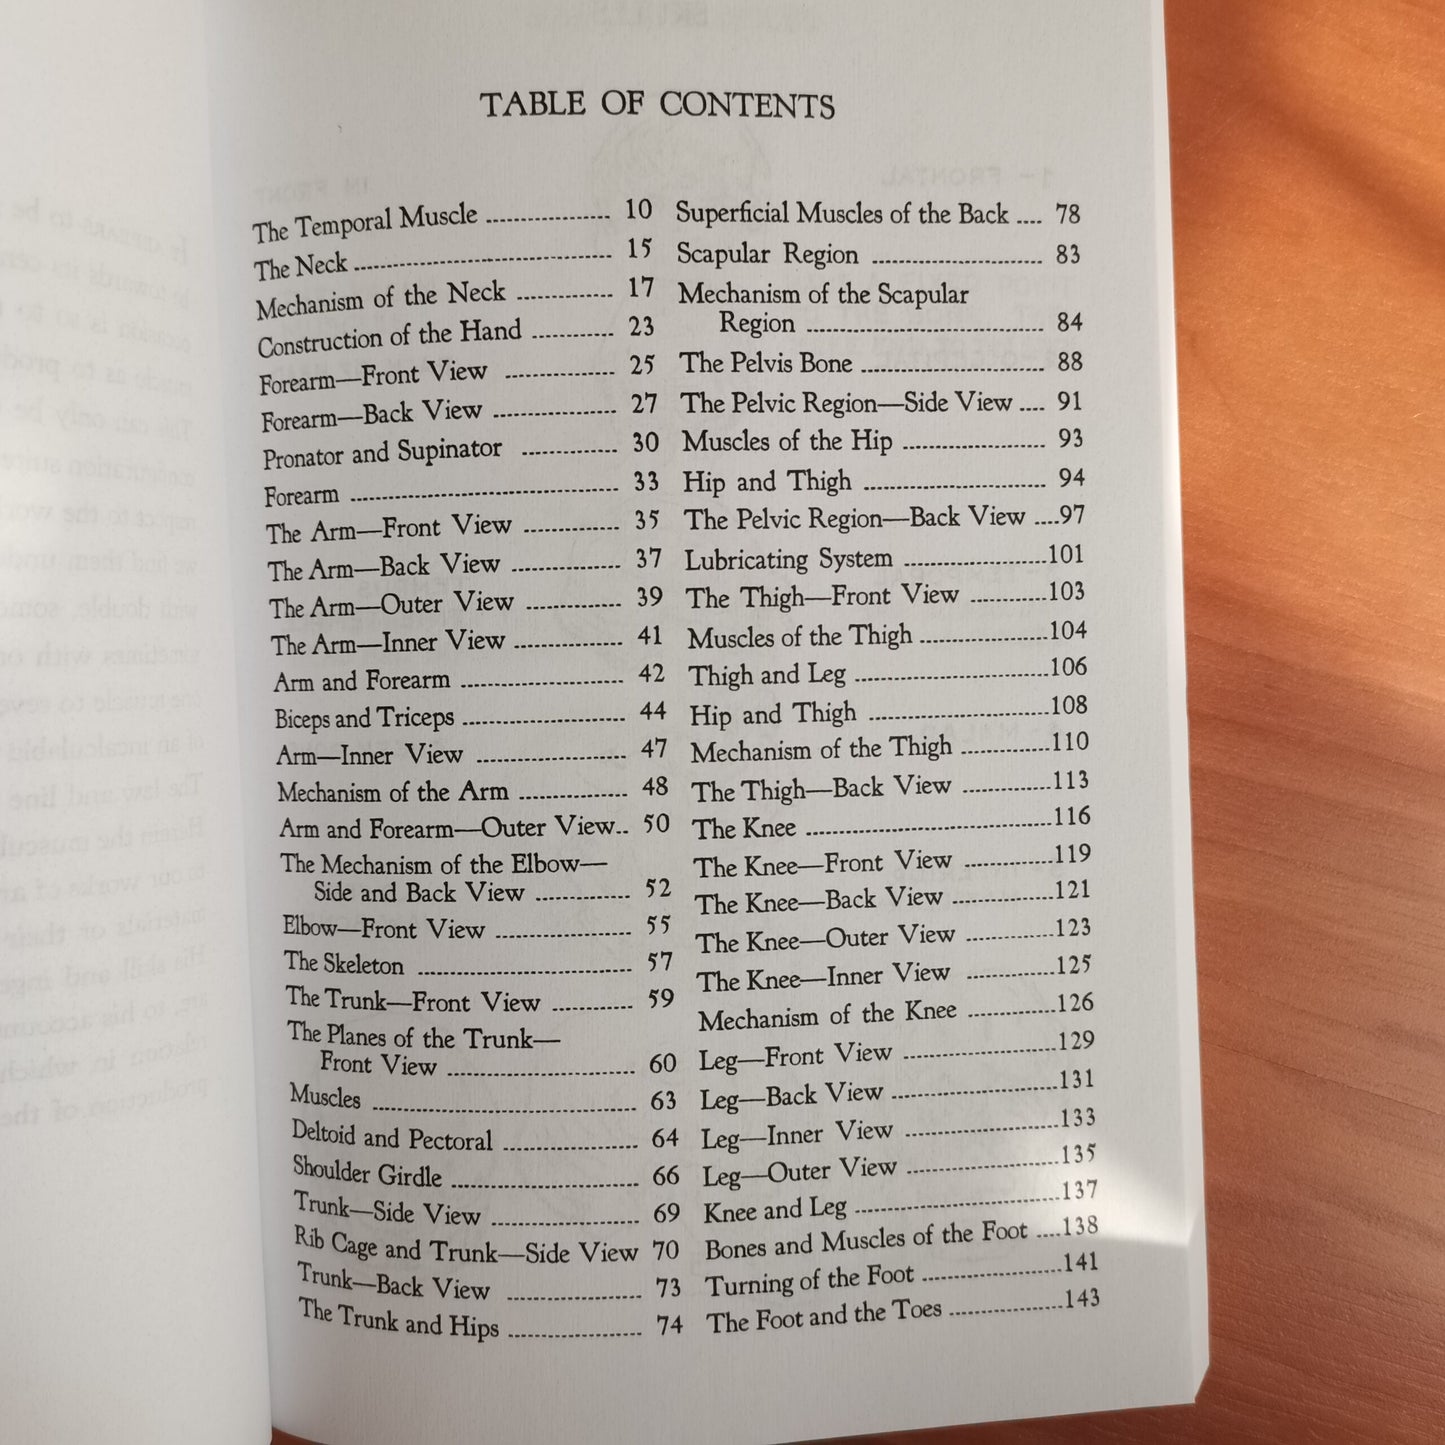 TABLE OF CONTENTS
The Temporal Muscle .................. 10
The Neck ..................................... 15
Mechanism of the Neck .............. 17
Construction of the Hand ............ 23
Forearm—Front View ................ 25
Forearm—Back View .................. 27
Pronator and Supinator .............. 30
Forearm ....................................... 33
The Arm—Front View .............. 35
The Arm—Back View ................ 37
The Arm—Outer View .............. 39
The Arm—Inner View ................ 41
Arm and Forearm ........................ 42
Biceps and Triceps ........................ 44
Arm—Inner View ...................... 47
Mechanism of the Arm ................ 48
Arm and Forearm—Outer View.. 50
The Mechanism of the Elbow—
Side and Back View .............. 52
Elbow—Front View .................... 55
The Skeleton ............................... 57
The Trunk—Front View ............ 59
The Planes of the Trunk—
Front View ........................... 60
Muscles ....................................... 63
Deltoid and Pectoral .................... 64
Shoulder Girdle ........................... 66
Trunk—Side View ...................... 69
Rib Cage and Trunk—Side View 70
Trunk—Back View .................... 73
The Trunk and Hips .................... 74
Superficial Muscles of the Back .... 78
Scapular Region ......................... 83
Mechanism of the Scapular
Region .................................. 84
The Pelvis Bone ........................... 88
The Pelvic Region—Side View .... 91
Muscles of the Hip ..................... 93
Hip and Thigh ........................... 94
The Pelvic Region—Back View ....97
Lubricating System .....................101
The Thigh—Front View ...........103
Muscles of the Thigh ...................104
Thigh and Leg ............................106
Hip and Thigh ..........................108
Mechanism of the Thigh .............110
The Thigh—Back View .............113
The Knee ....................................116
The Knee—Front View .............119
The Knee—Back View ...............121
The Knee—Outer View .............123
The Knee—Inner View .............125
Mechanism of the Knee .............126
Leg—Front View .......................129
Leg—Back View ........................131
Leg—Inner View ......................133
Leg—Outer View ......................135
Knee and Leg .............................137
Bones and Muscles of the Foot ....138
Turning of the Foot ....................141
The Foot and the Toes .................143